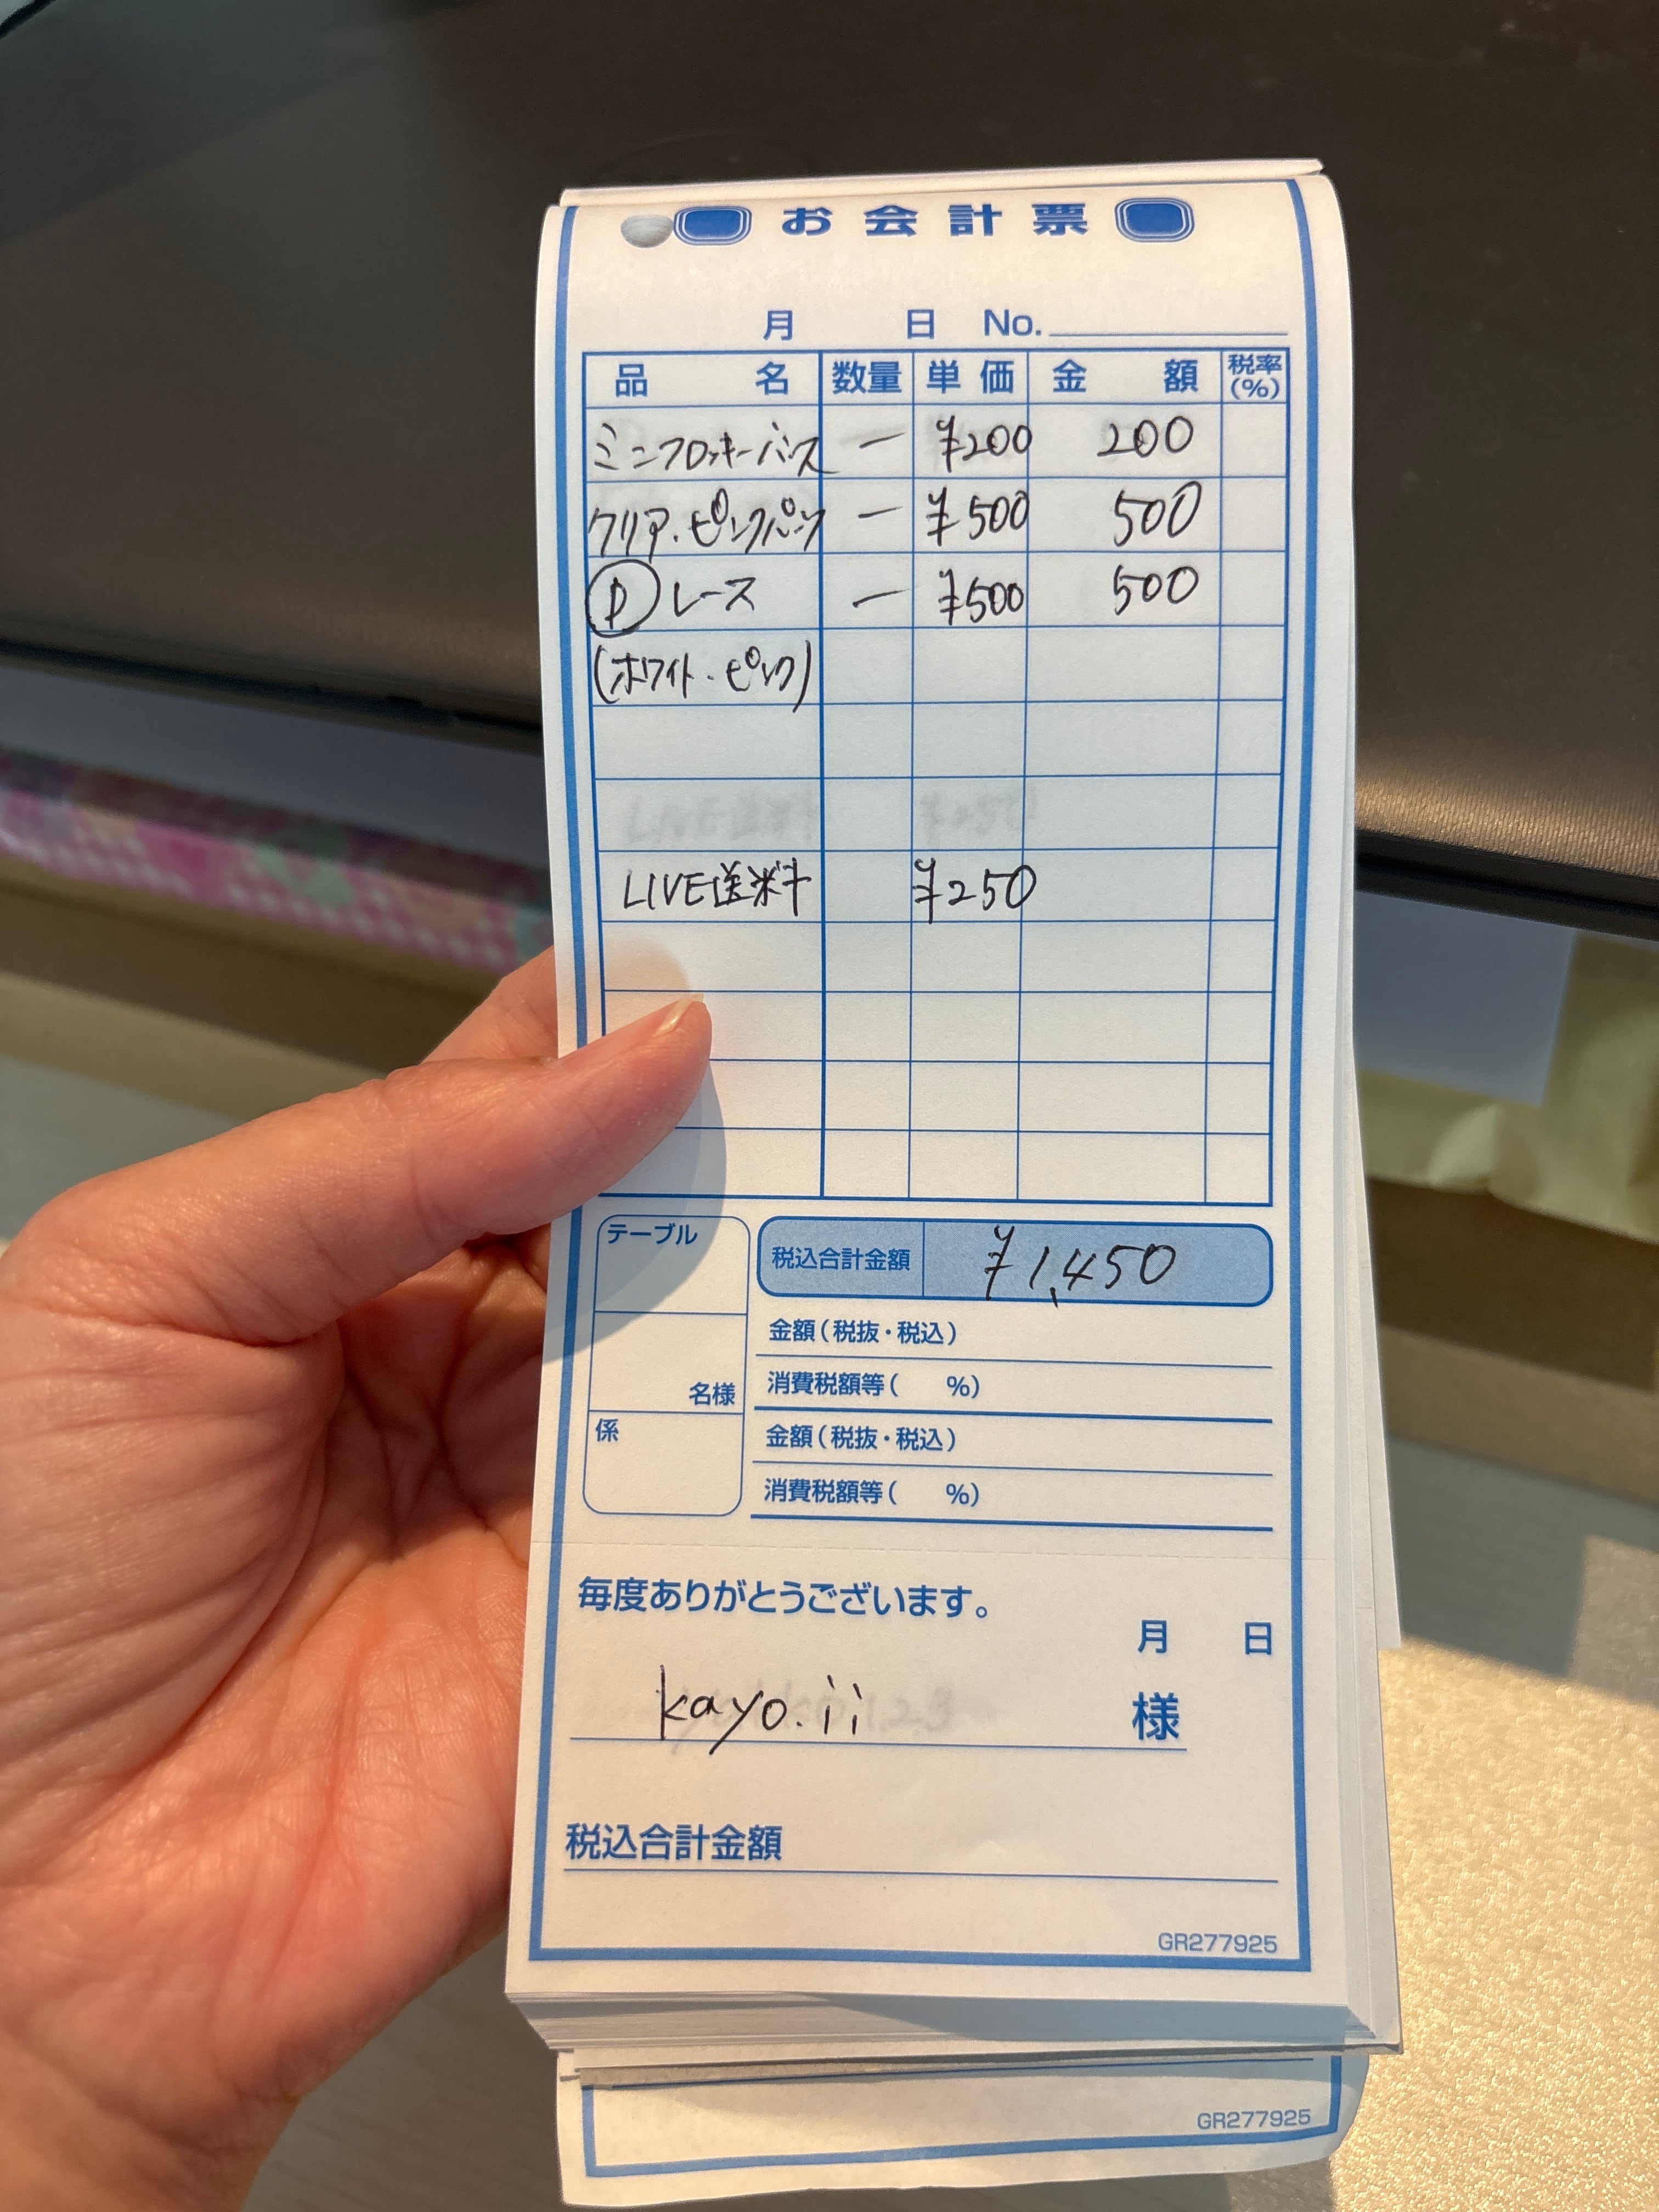 お会計票
月 日 No.
品名 数量 単価 金額 税率(%)
ミニフロッキーバース 一 ¥200 200
クリア・ピンクパーツ 一 ¥500 500
Ⓓ レース 一 ¥500 500
(ホワイト・ピンク)
LIVE送料 ¥250
テーブル
税込合計金額 ¥1,450
金額(税抜・税込)
名様
消費税額等( %)
係
金額(税抜・税込)
消費税額等( %)
毎度ありがとうございます。
月 日
kayo.ii 様
税込合計金額
GR277925
GR277925